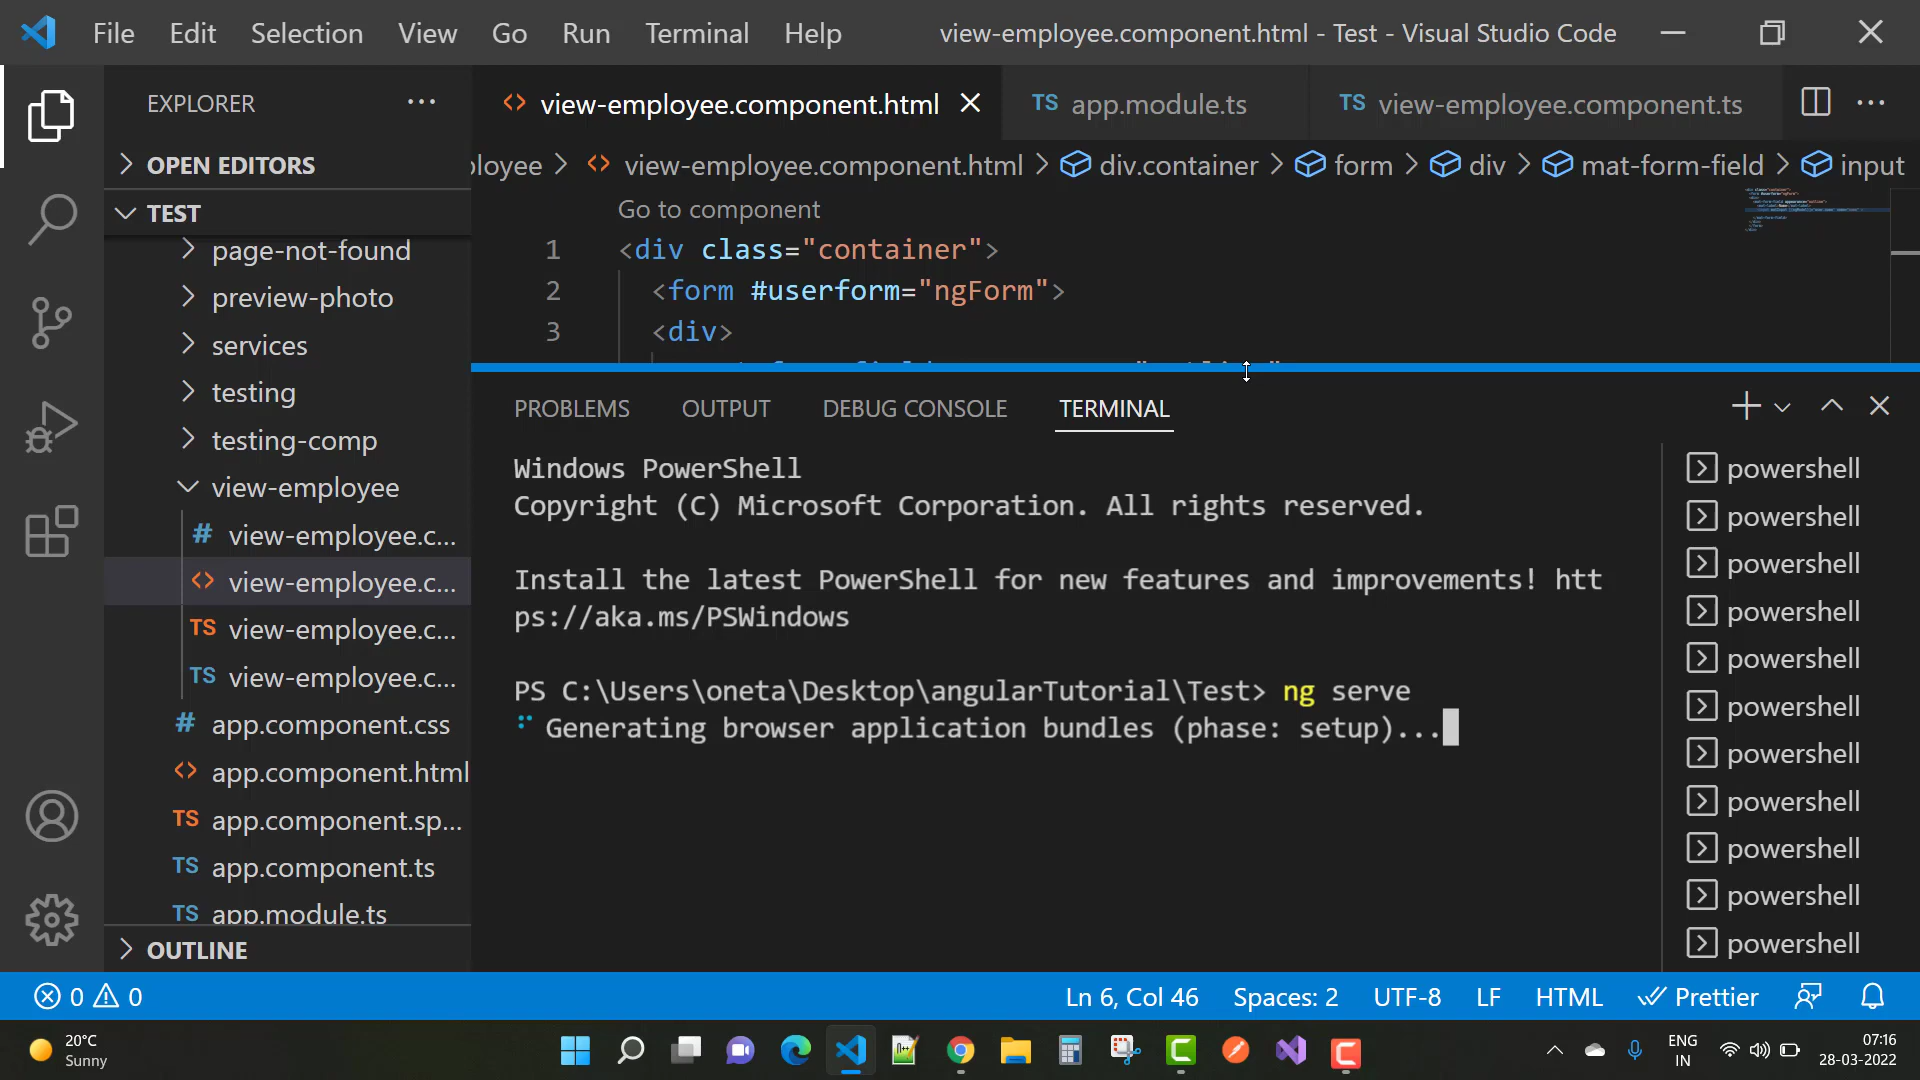 File Edit Selection View Go Run Terminal Help view-employee.component.html - Test - Visual Studio Code
EXPLORER
view-employee.component.html
TS app.module.ts
TS view-employee.component.ts
OPEN EDITORS
ployee > view-employee.component.html > div.container > form > div > mat-form-field > input
TEST
page-not-found
preview-photo
services
testing
testing-comp
view-employee
# view-employee.c...
<> view-employee.c...
TS view-employee.c...
TS view-employee.c...
# app.component.css
<> app.component.html
TS app.component.sp...
TS app.component.ts
TS app.module.ts
OUTLINE
Go to component
1 <div class="container">
2 <form #userform="ngForm">
3 <div>
PROBLEMS OUTPUT DEBUG CONSOLE TERMINAL
Windows PowerShell
Copyright (C) Microsoft Corporation. All rights reserved.
Install the latest PowerShell for new features and improvements! htt
ps://aka.ms/PSWindows
PS C:\Users\oneta\Desktop\angularTutorial\Test> ng serve
Generating browser application bundles (phase: setup)...
powershell
powershell
powershell
powershell
powershell
powershell
powershell
powershell
powershell
powershell
powershell
0 0
Ln 6, Col 46 Spaces: 2 UTF-8 LF HTML Prettier
20°C
Sunny
ENG
IN
07:16
28-03-2022